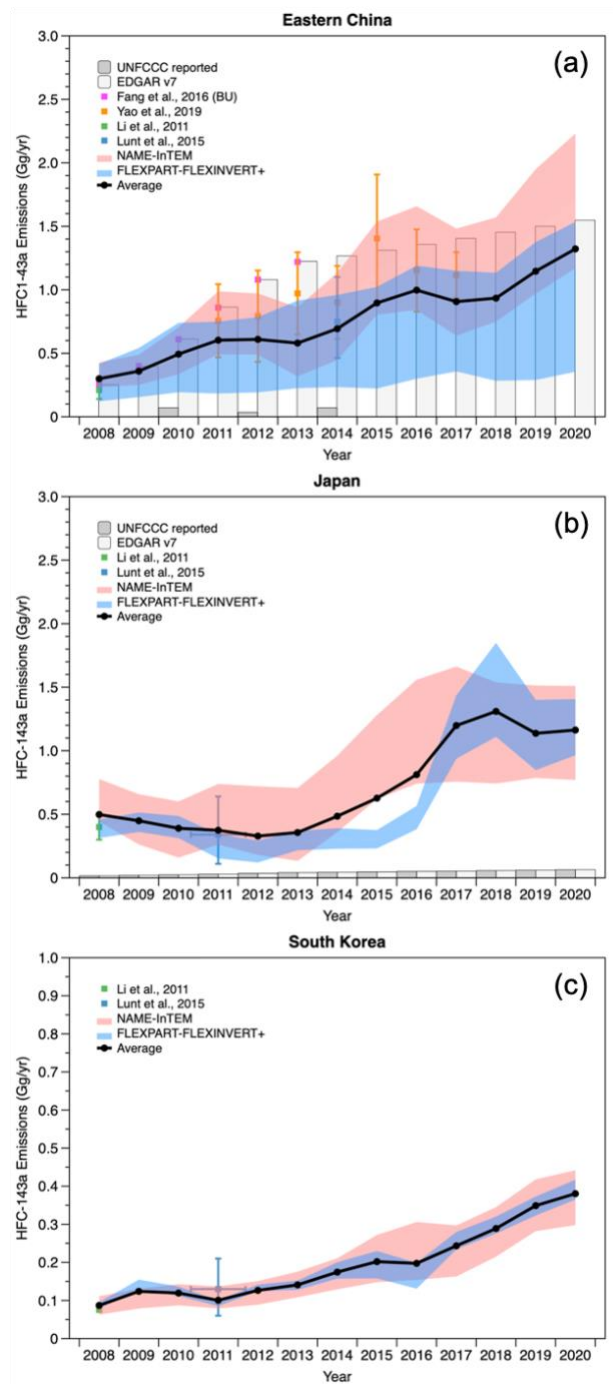 Eastern China
(a)
3.0
2.5
2.0
1.5
1.0
0.5
0
HFC1-43a Emissions (Gg/yr)
UNFCCC reported
EDGAR v7
Fang et al., 2016 (BU)
Yao et al., 2019
Li et al., 2011
Lunt et al., 2015
NAME-InTEM
FLEXPART-FLEXINVERT+
Average
2008 2009 2010 2011 2012 2013 2014 2015 2016 2017 2018 2019 2020
Year
Japan
(b)
3.0
2.5
2.0
1.5
1.0
0.5
0
HFC-143a Emissions (Gg/yr)
UNFCCC reported
EDGAR v7
Li et al., 2011
Lunt et al., 2015
NAME-InTEM
FLEXPART-FLEXINVERT+
Average
2008 2009 2010 2011 2012 2013 2014 2015 2016 2017 2018 2019 2020
Year
South Korea
(c)
1.0
0.9
0.8
0.7
0.6
0.5
0.4
0.3
0.2
0.1
0
HFC-143a Emissions (Gg/yr)
Li et al., 2011
Lunt et al., 2015
NAME-InTEM
FLEXPART-FLEXINVERT+
Average
2008 2009 2010 2011 2012 2013 2014 2015 2016 2017 2018 2019 2020
Year